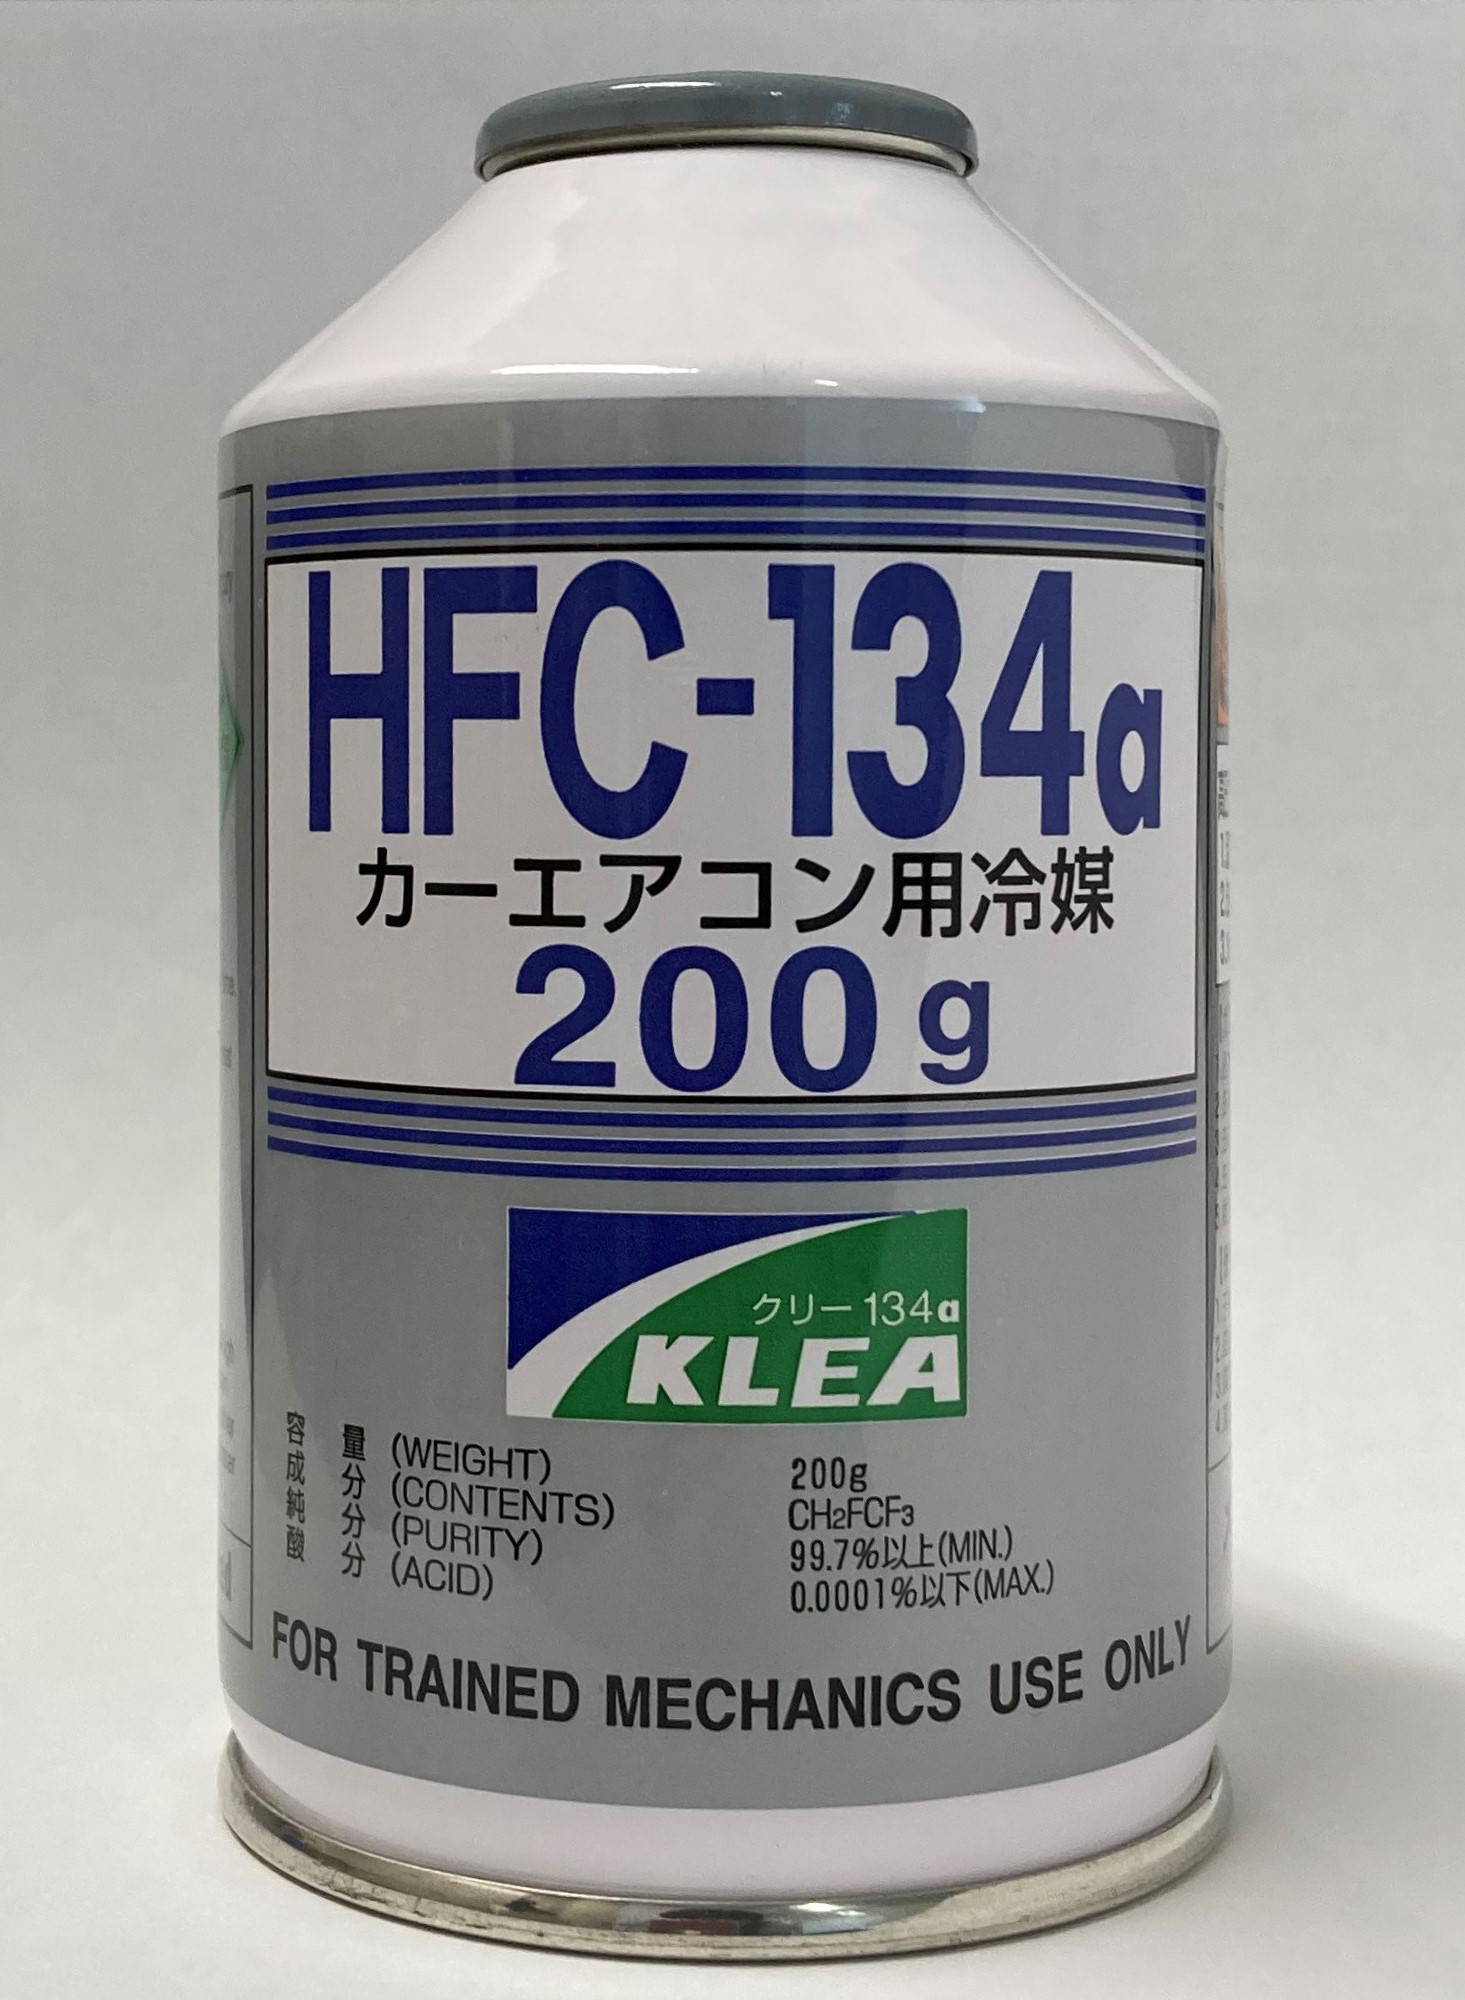 HFC-134a
カーエアコン用冷媒
200g
クリー134a
KLEA
容量 (WEIGHT) 200g
成分 (CONTENTS) CH₂FCF₃
純分 (PURITY) 99.7%以上(MIN.)
酸分 (ACID) 0.0001%以下(MAX.)
FOR TRAINED MECHANICS USE ONLY